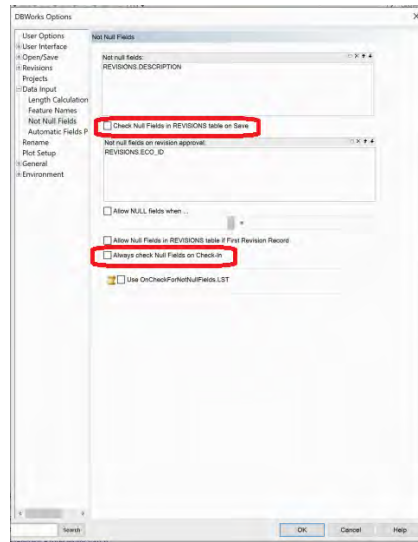 DBWorks Options
User Options
User Interface
Open/Save
Revisions
Projects
Data Input
Length Calculation
Feature Names
Not Null Fields
Automatic Fields P
Rename
Plot Setup
General
Environment
Not Null Fields
Not null fields:
REVISIONS.DESCRIPTION
Check Null Fields in REVISIONS table on Save
Not null fields on revision approval:
REVISIONS.ECO_ID
Allow NULL fields when ...
Allow Null Fields in REVISIONS table if First Revision Record
Always check Null Fields on Check-In
Use OnCheckForNotNullFields.LST
Search
OK
Cancel
Help